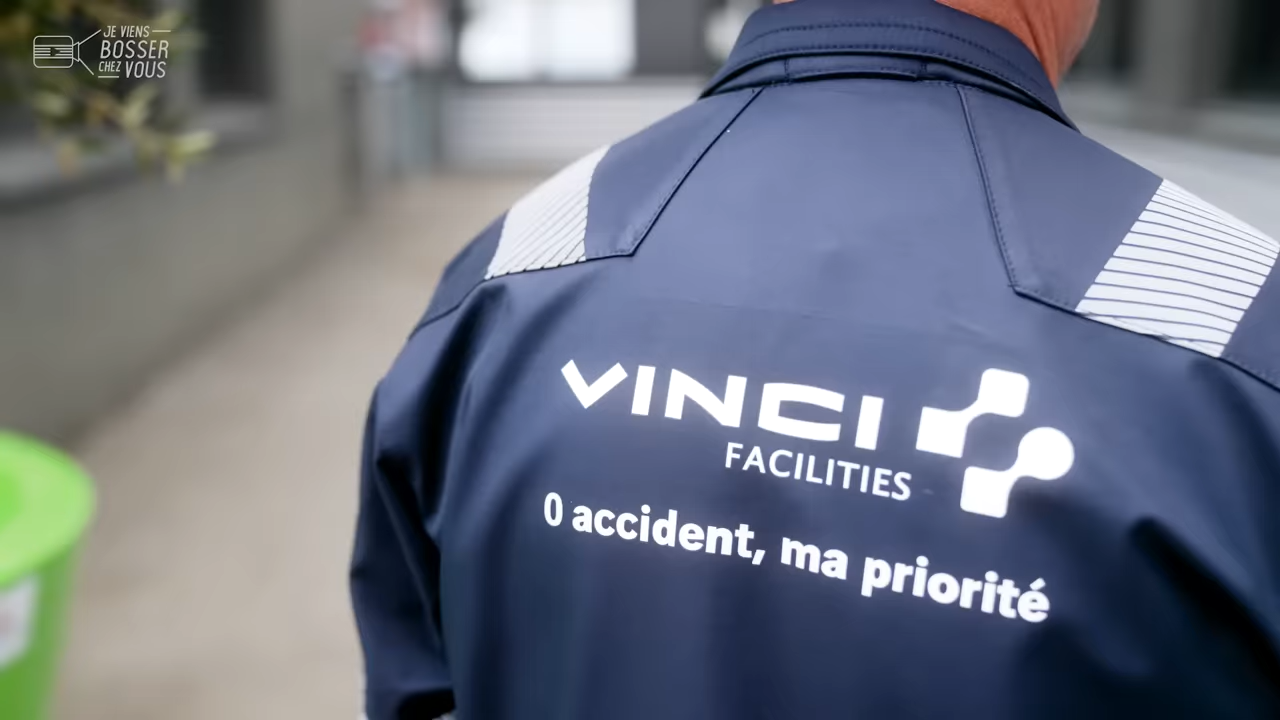 JE VIENS
BOSSER
CHEZ VOUS
VINCI
FACILITIES
0 accident, ma priorité